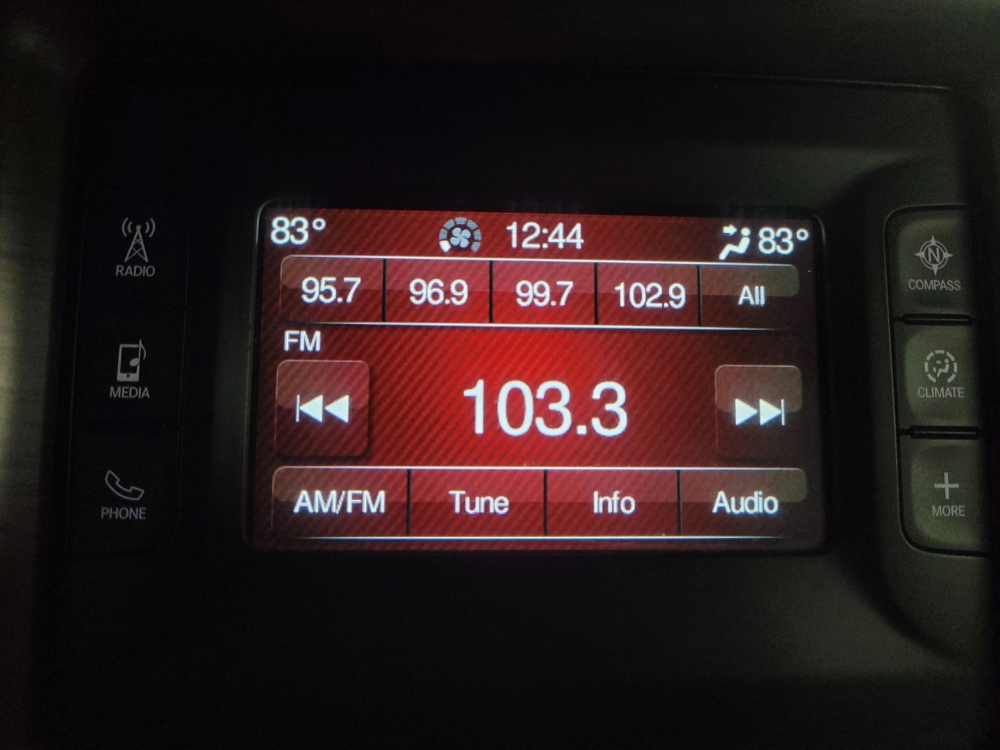 83° 12:44 83°
95.7 96.9 99.7 102.9 All
FM
103.3
AM/FM Tune Info Audio
RADIO
MEDIA
PHONE
N
COMPASS
CLIMATE
MORE